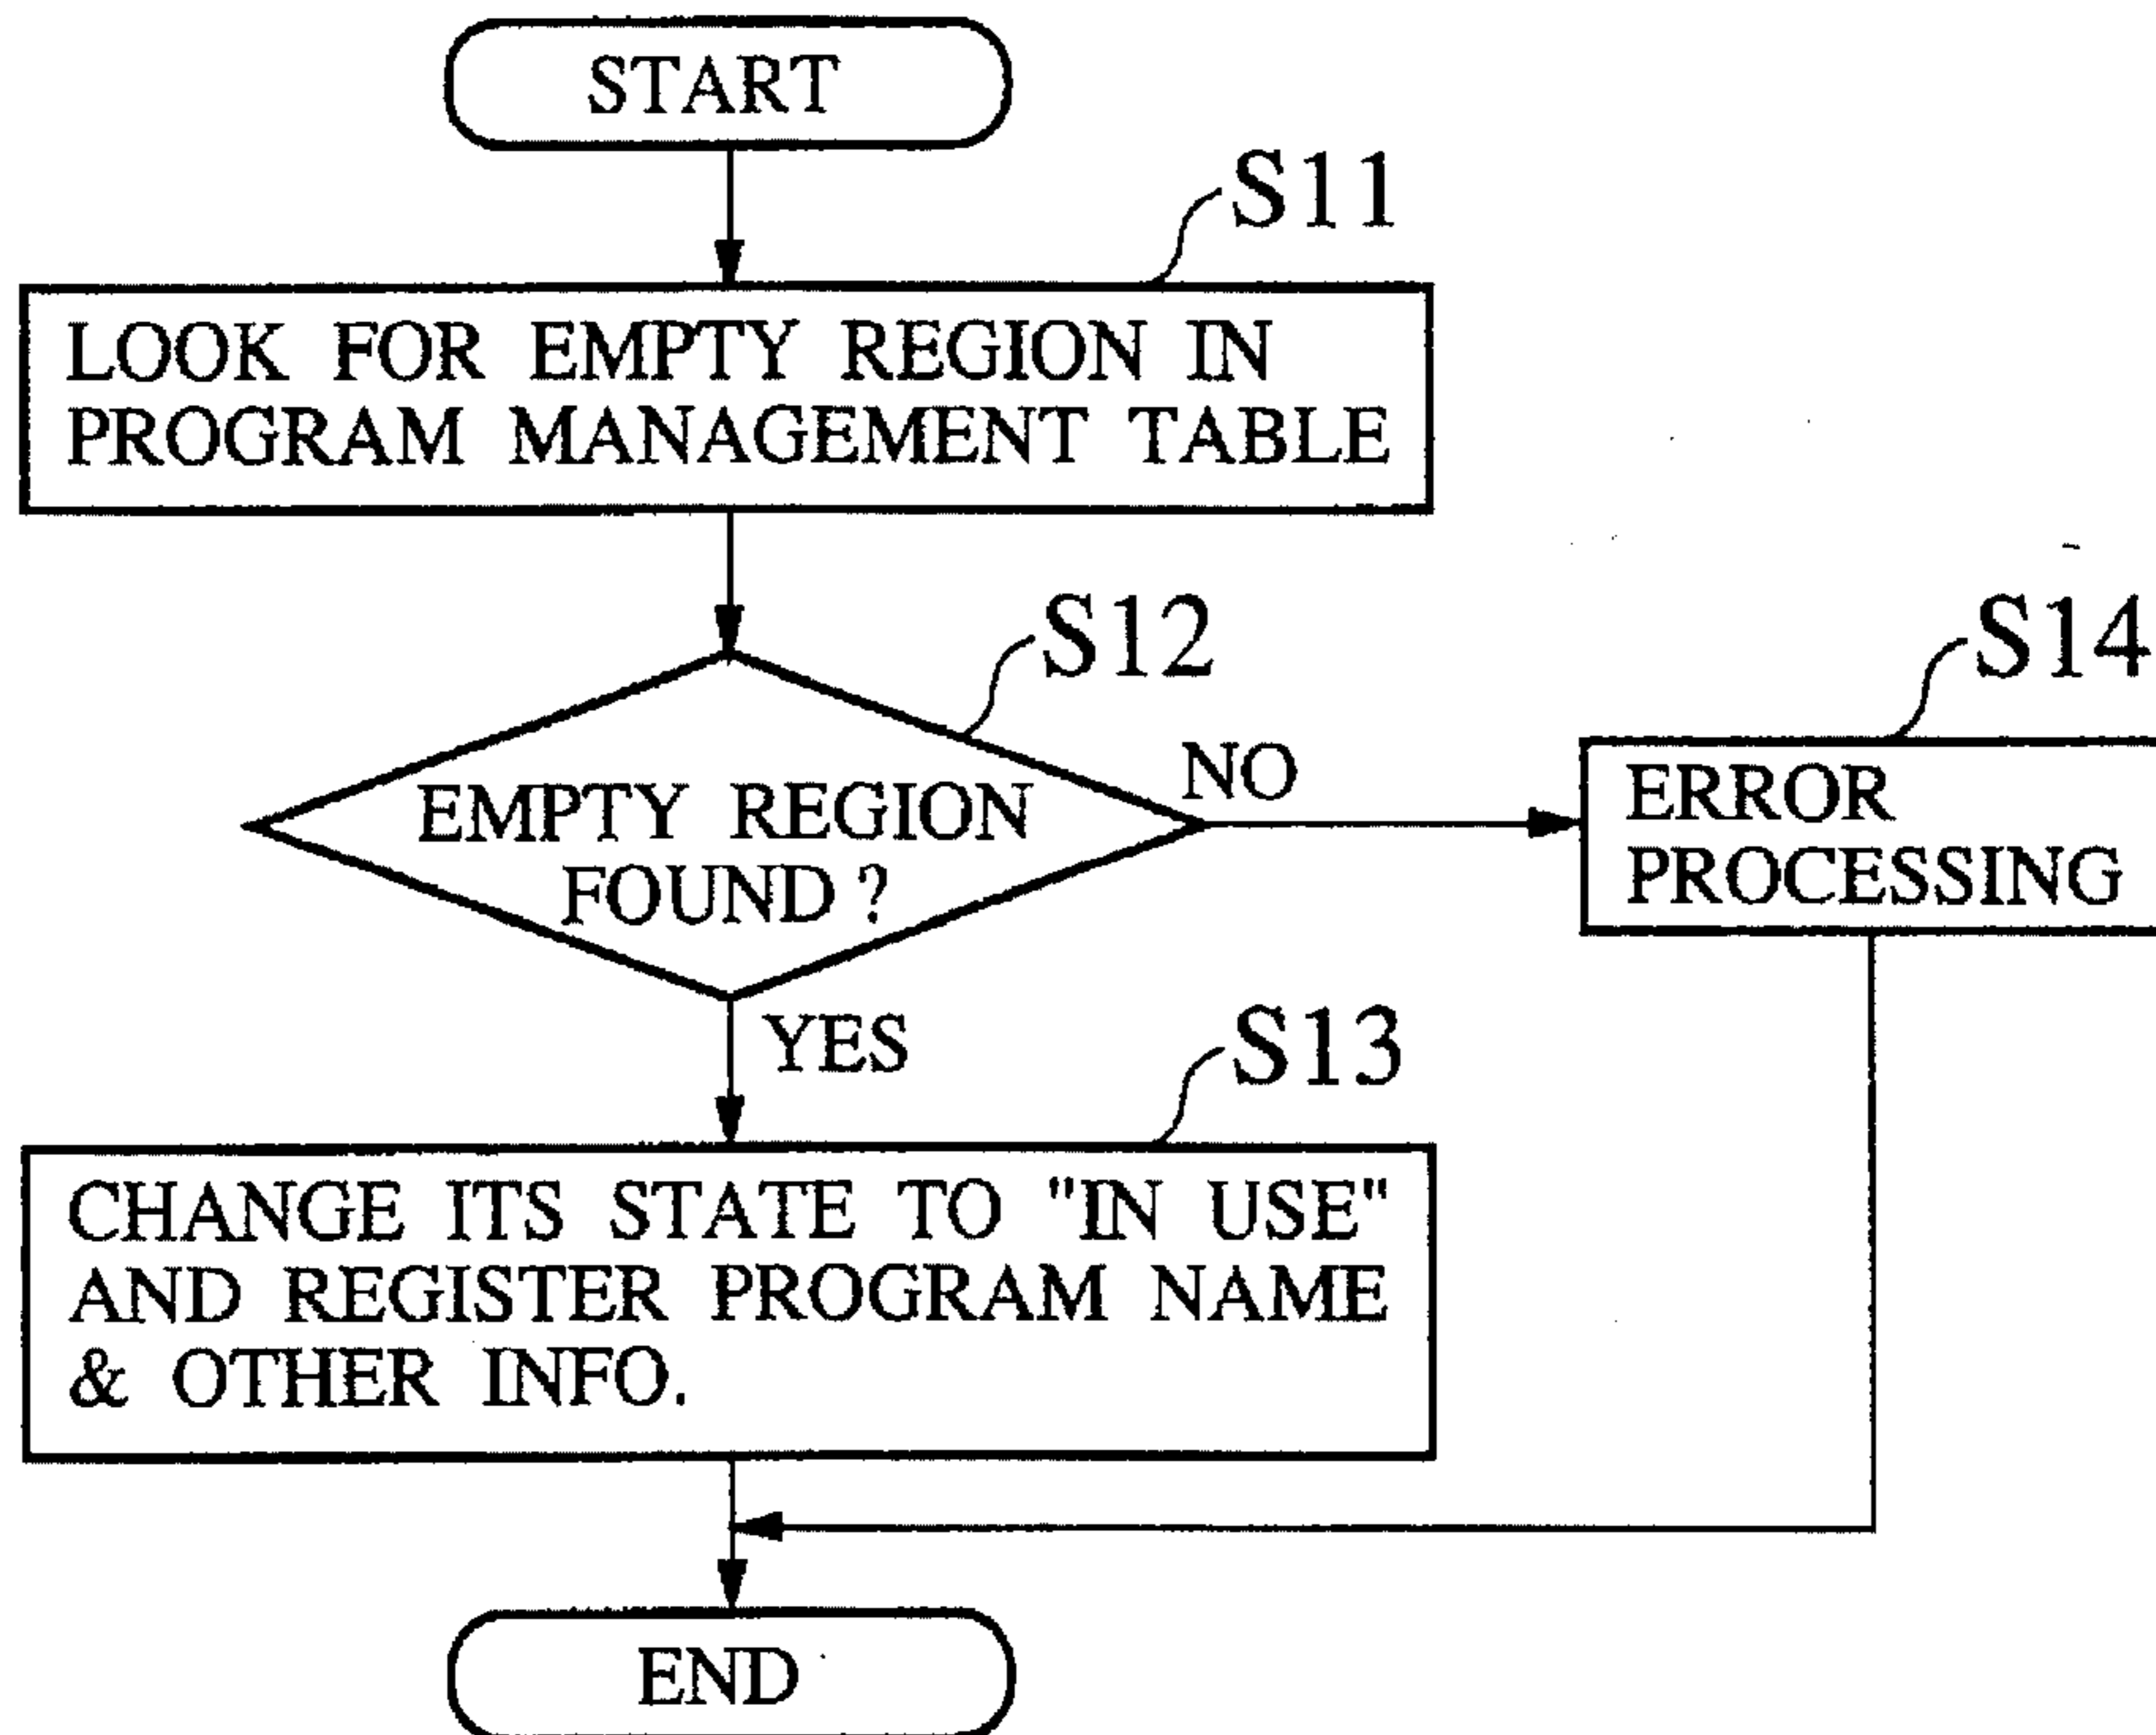 START
S11
LOOK FOR EMPTY REGION IN
PROGRAM MANAGEMENT TABLE
S12
EMPTY REGION
FOUND ?
NO
S14
ERROR
PROCESSING
YES
S13
CHANGE ITS STATE TO "IN USE"
AND REGISTER PROGRAM NAME
& OTHER INFO.
END